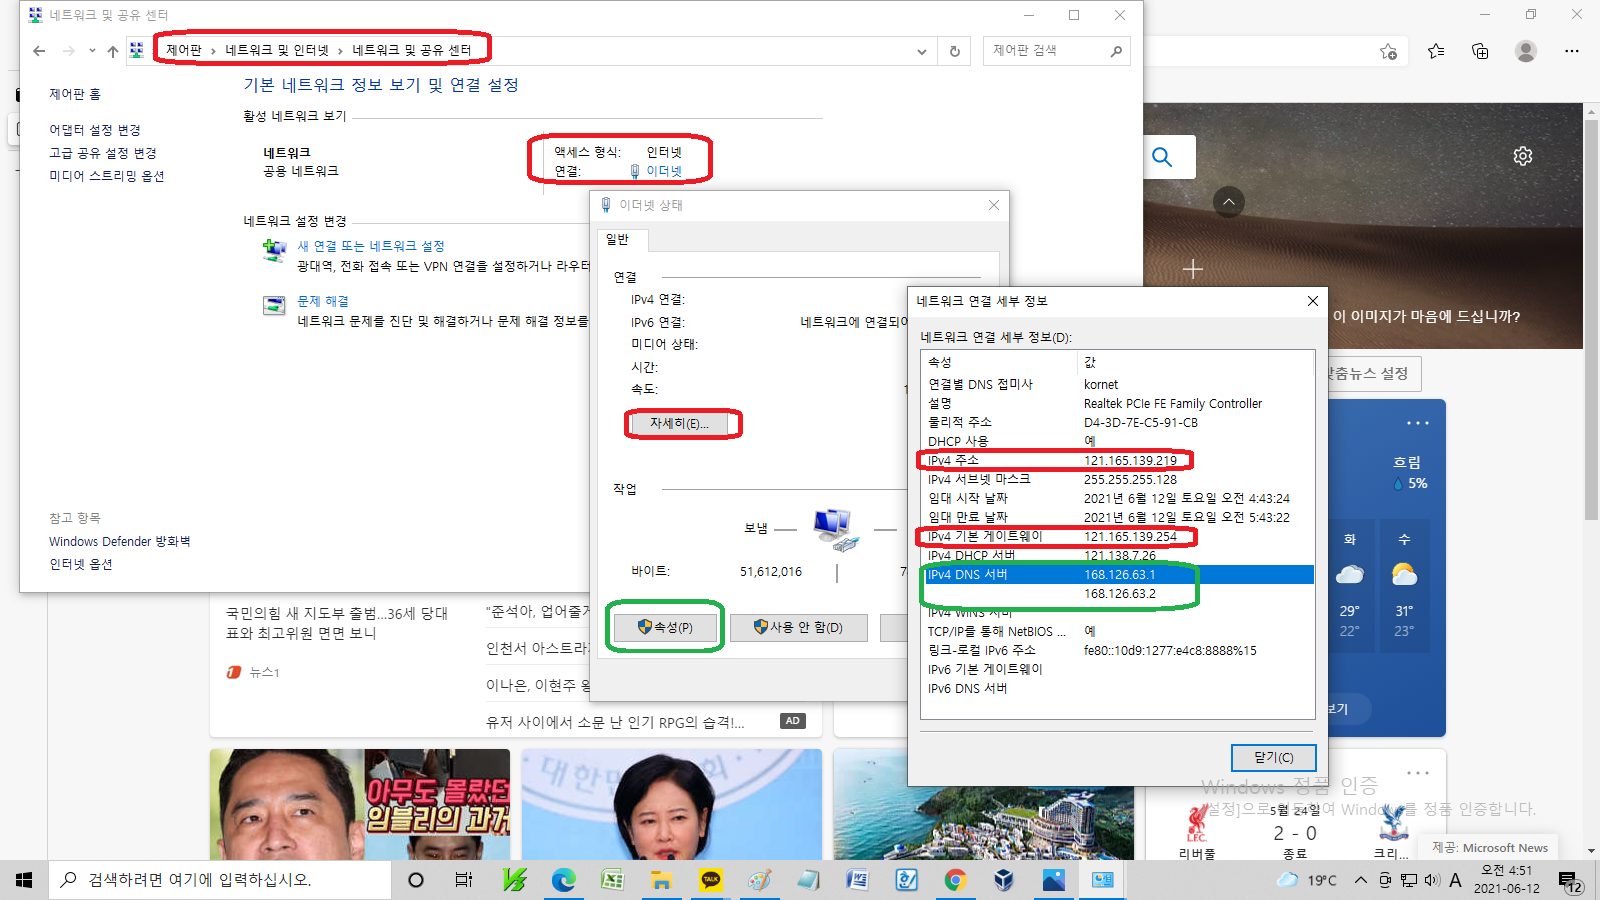 네트워크 및 공유 센터
제어판 > 네트워크 및 인터넷 > 네트워크 및 공유 센터
제어판 검색
제어판 홈
어댑터 설정 변경
고급 공유 설정 변경
미디어 스트리밍 옵션
기본 네트워크 정보 보기 및 연결 설정
활성 네트워크 보기
네트워크
공용 네트워크
액세스 형식: 인터넷
연결: 이더넷
네트워크 설정 변경
새 연결 또는 네트워크 설정
광대역, 전화 접속 또는 VPN 연결을 설정하거나 라우터
문제 해결
네트워크 문제를 진단 및 해결하거나 문제 해결 정보를
참고 항목
Windows Defender 방화벽
인터넷 옵션
이더넷 상태
일반
연결
IPv4 연결:
IPv6 연결: 네트워크에 연결되어
미디어 상태:
시간:
속도: 1
자세히(E)...
작업
보냄
바이트: 51,612,016 7
속성(P)
사용 안 함(D)
네트워크 연결 세부 정보
네트워크 연결 세부 정보(D):
속성 값
연결별 DNS 접미사 kornet
설명 Realtek PCIe FE Family Controller
물리적 주소 D4-3D-7E-C5-91-CB
DHCP 사용 예
IPv4 주소 121.165.139.219
IPv4 서브넷 마스크 255.255.255.128
임대 시작 날짜 2021년 6월 12일 토요일 오전 4:43:24
임대 만료 날짜 2021년 6월 12일 토요일 오전 5:43:22
IPv4 기본 게이트웨이 121.165.139.254
IPv4 DHCP 서버 121.138.7.26
IPv4 DNS 서버 168.126.63.1
168.126.63.2
IPv4 WINS 서버
TCP/IP를 통해 NetBIOS ... 예
링크-로컬 IPv6 주소 fe80::10d9:1277:e4c8:8888%15
IPv6 기본 게이트웨이
IPv6 DNS 서버
닫기(C)
이 이미지가 마음에 드십니까?
맞춤뉴스 설정
흐림
5%
화 수
29° 31°
22° 23°
보기
국민의힘 새 지도부 출범...36세 당대
표와 최고위원 면면 보니
뉴스1
"준석아, 업어줄게
인천서 아스트라
이나은, 이현주 왕
유저 사이에서 소문 난 인기 RPG의 습격!...
AD
아무도 몰랐던
임블리의 과거
대한민
회
Windows 정품 인증
[설정]으로 이동하여 Windows를 정품 인증합니다.
5월 24일
L.F.C.
2 - 0
리버풀 종료 크리...
제공: Microsoft News
검색하려면 여기에 입력하십시오.
TALK
19°C
A
오전 4:51
2021-06-12
12